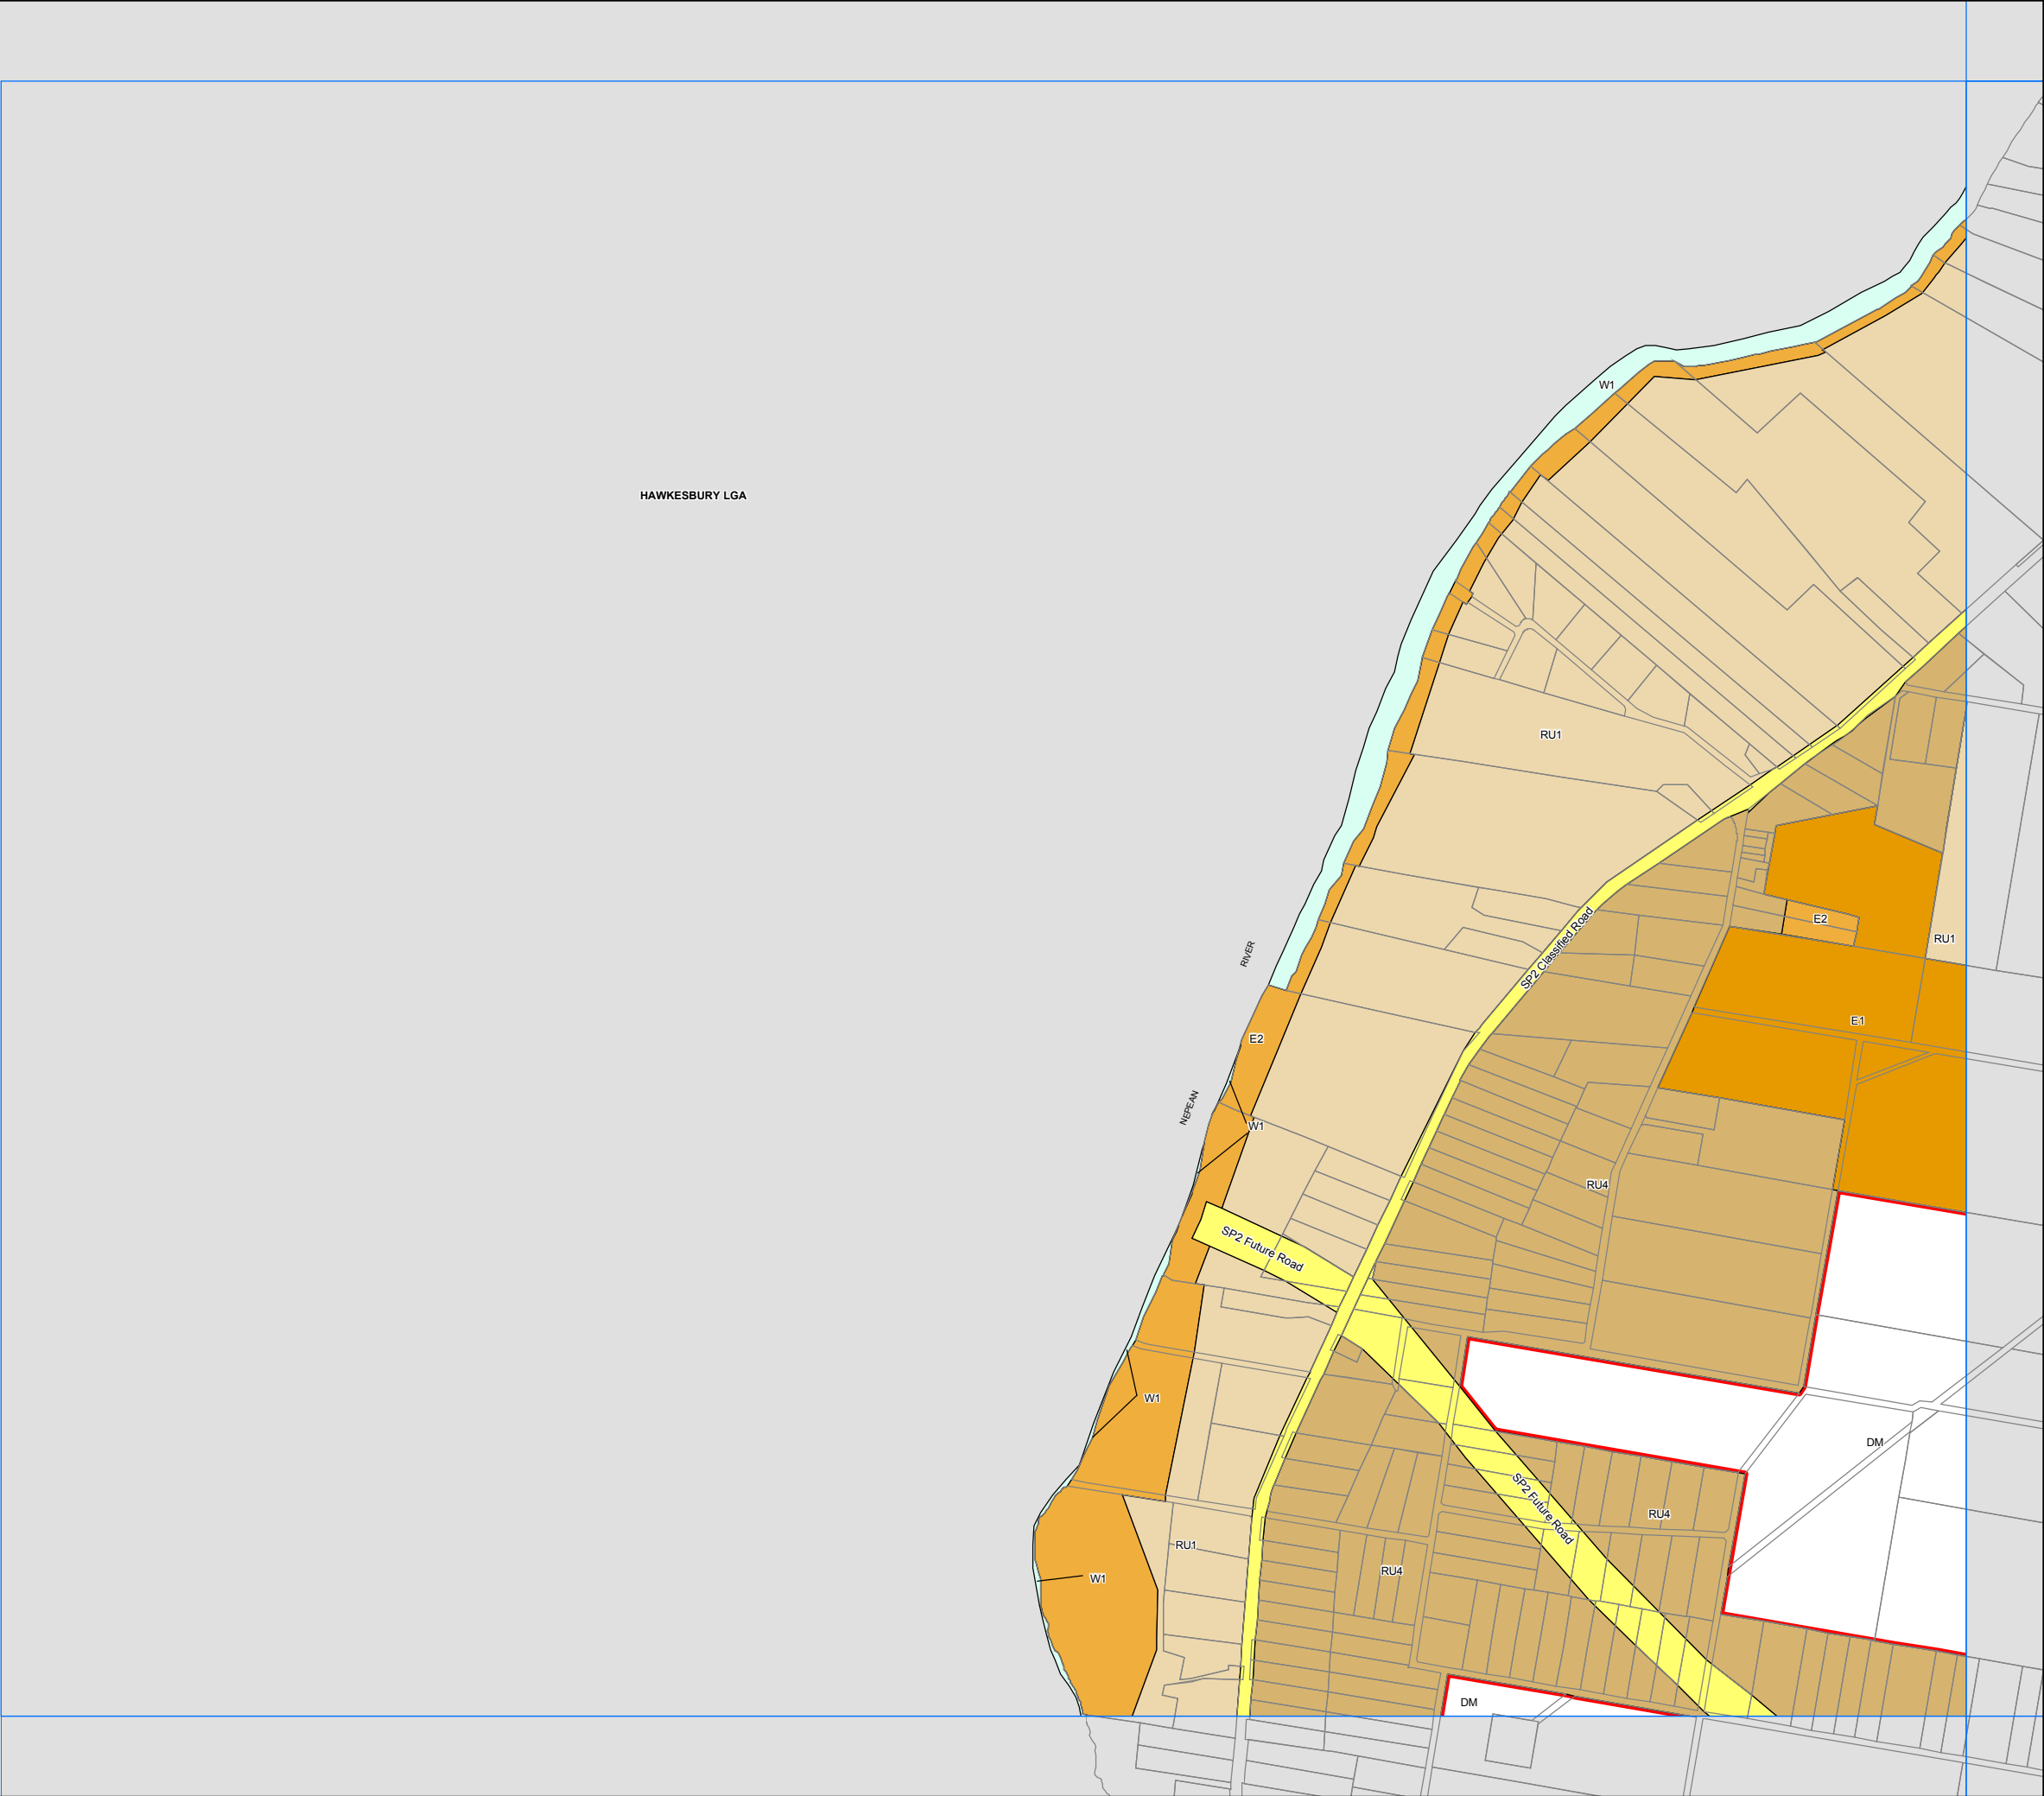 W1
HAWKESBURY LGA
RU1
E2
RU1
SP2 Classified Road
RIVER
E1
E2
NEPEAN
W1
RU4
SP2 Future Road
W1
DM
SP2 Future Road
RU4
RU1
RU4
W1
DM